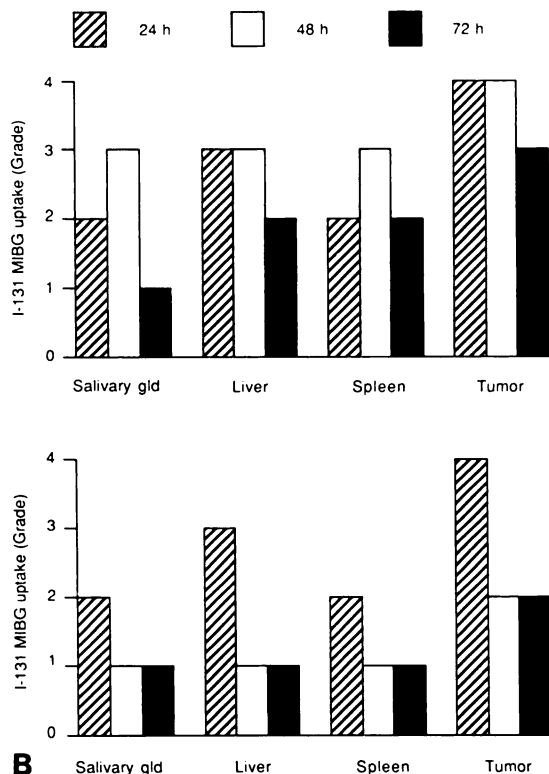 24 h 48 h 72 h
I-131 MIBG uptake (Grade)
4
3
2
1
0
Salivary gld Liver Spleen Tumor
I-131 MIBG uptake (Grade)
4
3
2
1
0
B Salivary gld Liver Spleen Tumor